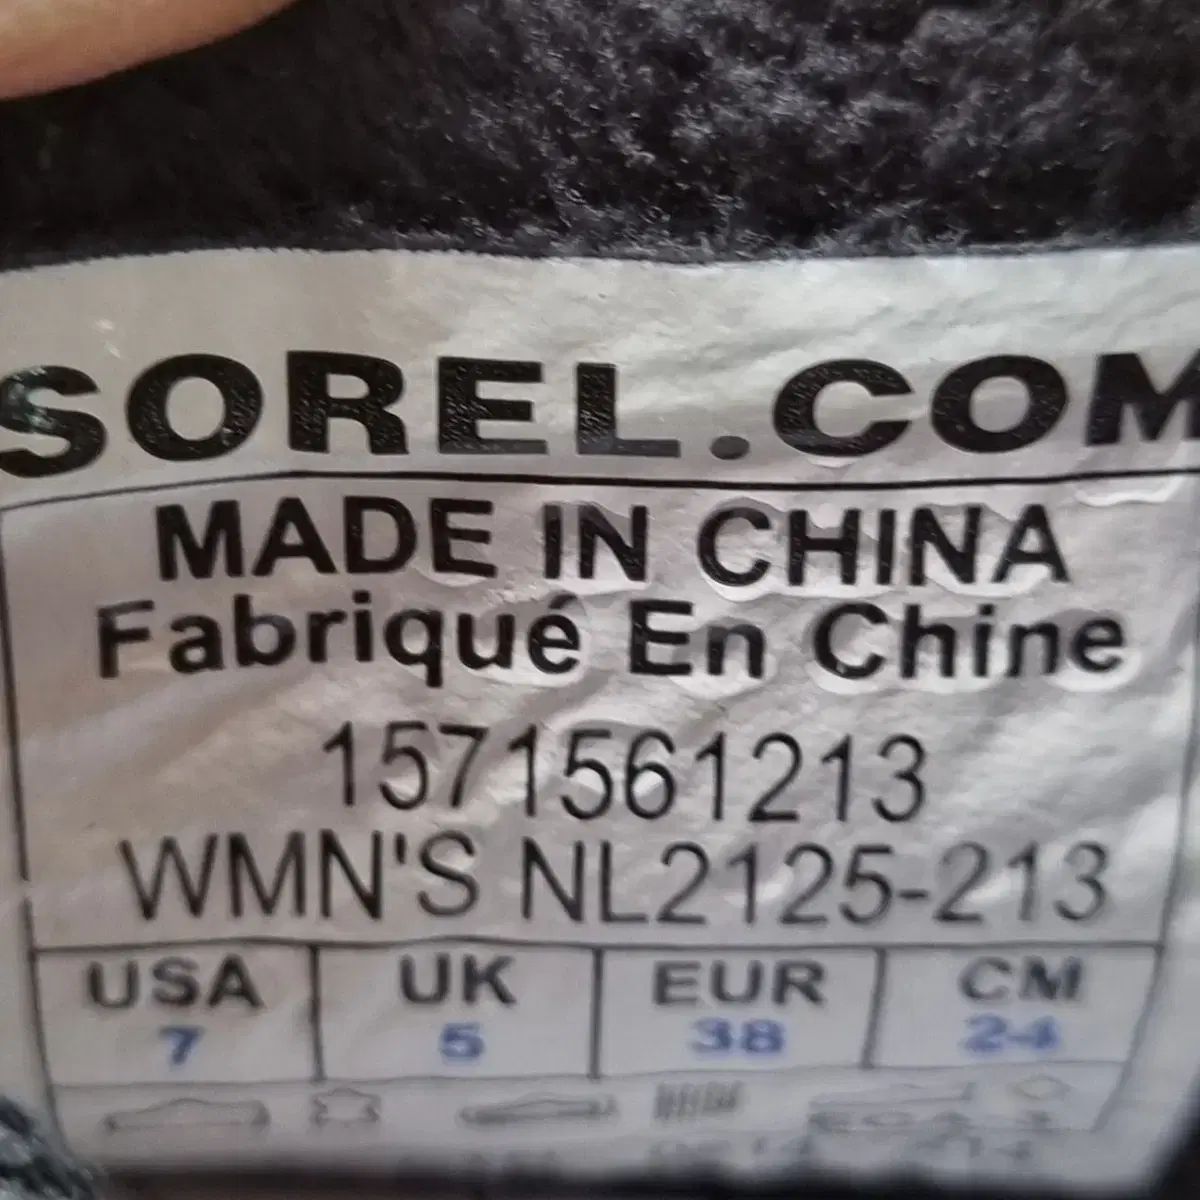 SOREL.COM
MADE IN CHINA
Fabriqué En Chine
1571561213
WMN'S NL2125-213
USA UK EUR CM
7 5 38 24